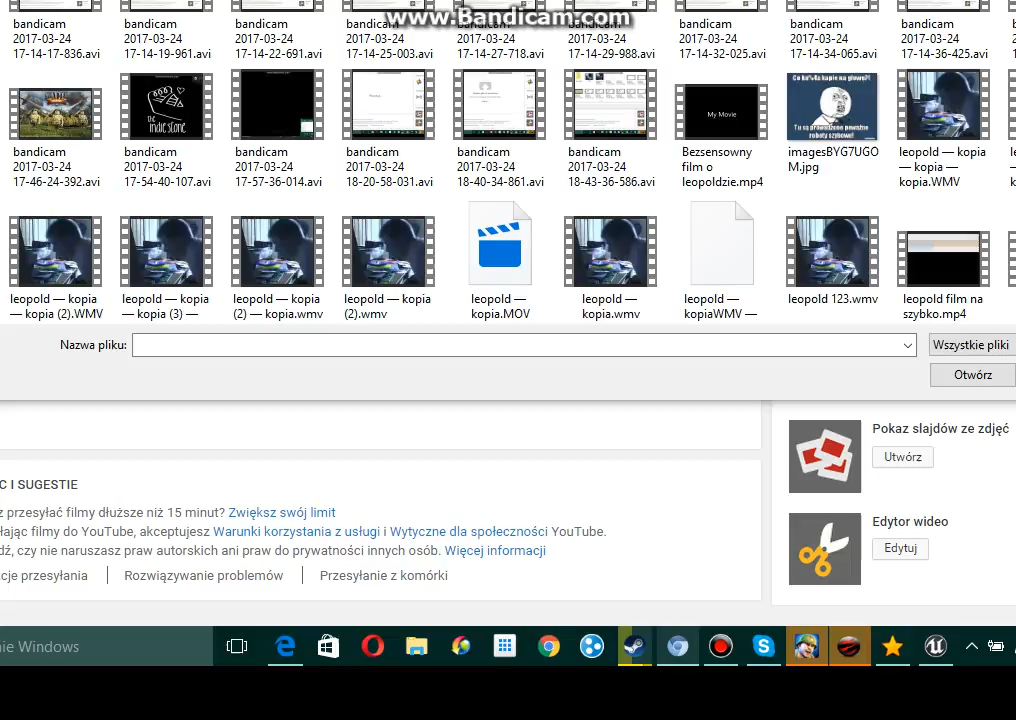 www.Bandicam.com
bandicam
2017-03-24
17-14-17-836.avi
bandicam
2017-03-24
17-14-19-961.avi
bandicam
2017-03-24
17-14-22-691.avi
bandicam
2017-03-24
17-14-25-003.avi
bandicam
2017-03-24
17-14-27-718.avi
bandicam
2017-03-24
17-14-29-988.avi
bandicam
2017-03-24
17-14-32-025.avi
bandicam
2017-03-24
17-14-34-065.avi
bandicam
2017-03-24
17-14-36-425.avi
the indie stone
My Movie
Tu są prowadzone poważne
bandicam
2017-03-24
17-46-24-392.avi
bandicam
2017-03-24
17-54-40-107.avi
bandicam
2017-03-24
17-57-36-014.avi
bandicam
2017-03-24
18-20-58-031.avi
bandicam
2017-03-24
18-40-34-861.avi
bandicam
2017-03-24
18-43-36-586.avi
Bezsensowny
film o
leopoldzie.mp4
imagesBYG7UGO
M.jpg
leopold — kopia
— kopia —
kopia.WMV
leopold — kopia
— kopia (2).WMV
leopold — kopia
— kopia (3) —
leopold — kopia
(2) — kopia.wmv
leopold — kopia
(2).wmv
leopold —
kopia.MOV
leopold —
kopia.wmv
leopold —
kopiaWMV —
leopold 123.wmv
leopold film na
szybko.mp4
Nazwa pliku:
Wszystkie pliki
Otwórz
Pokaz slajdów ze zdjęć
Utwórz
C I SUGESTIE
z przesyłać filmy dłuższe niż 15 minut? Zwiększ swój limit
łając filmy do YouTube, akceptujesz Warunki korzystania z usługi i Wytyczne dla społeczności YouTube.
dź, czy nie naruszasz praw autorskich ani praw do prywatności innych osób. Więcej informacji
cje przesyłania
Rozwiązywanie problemów
Przesyłanie z komórki
Edytor wideo
Edytuj
nie Windows